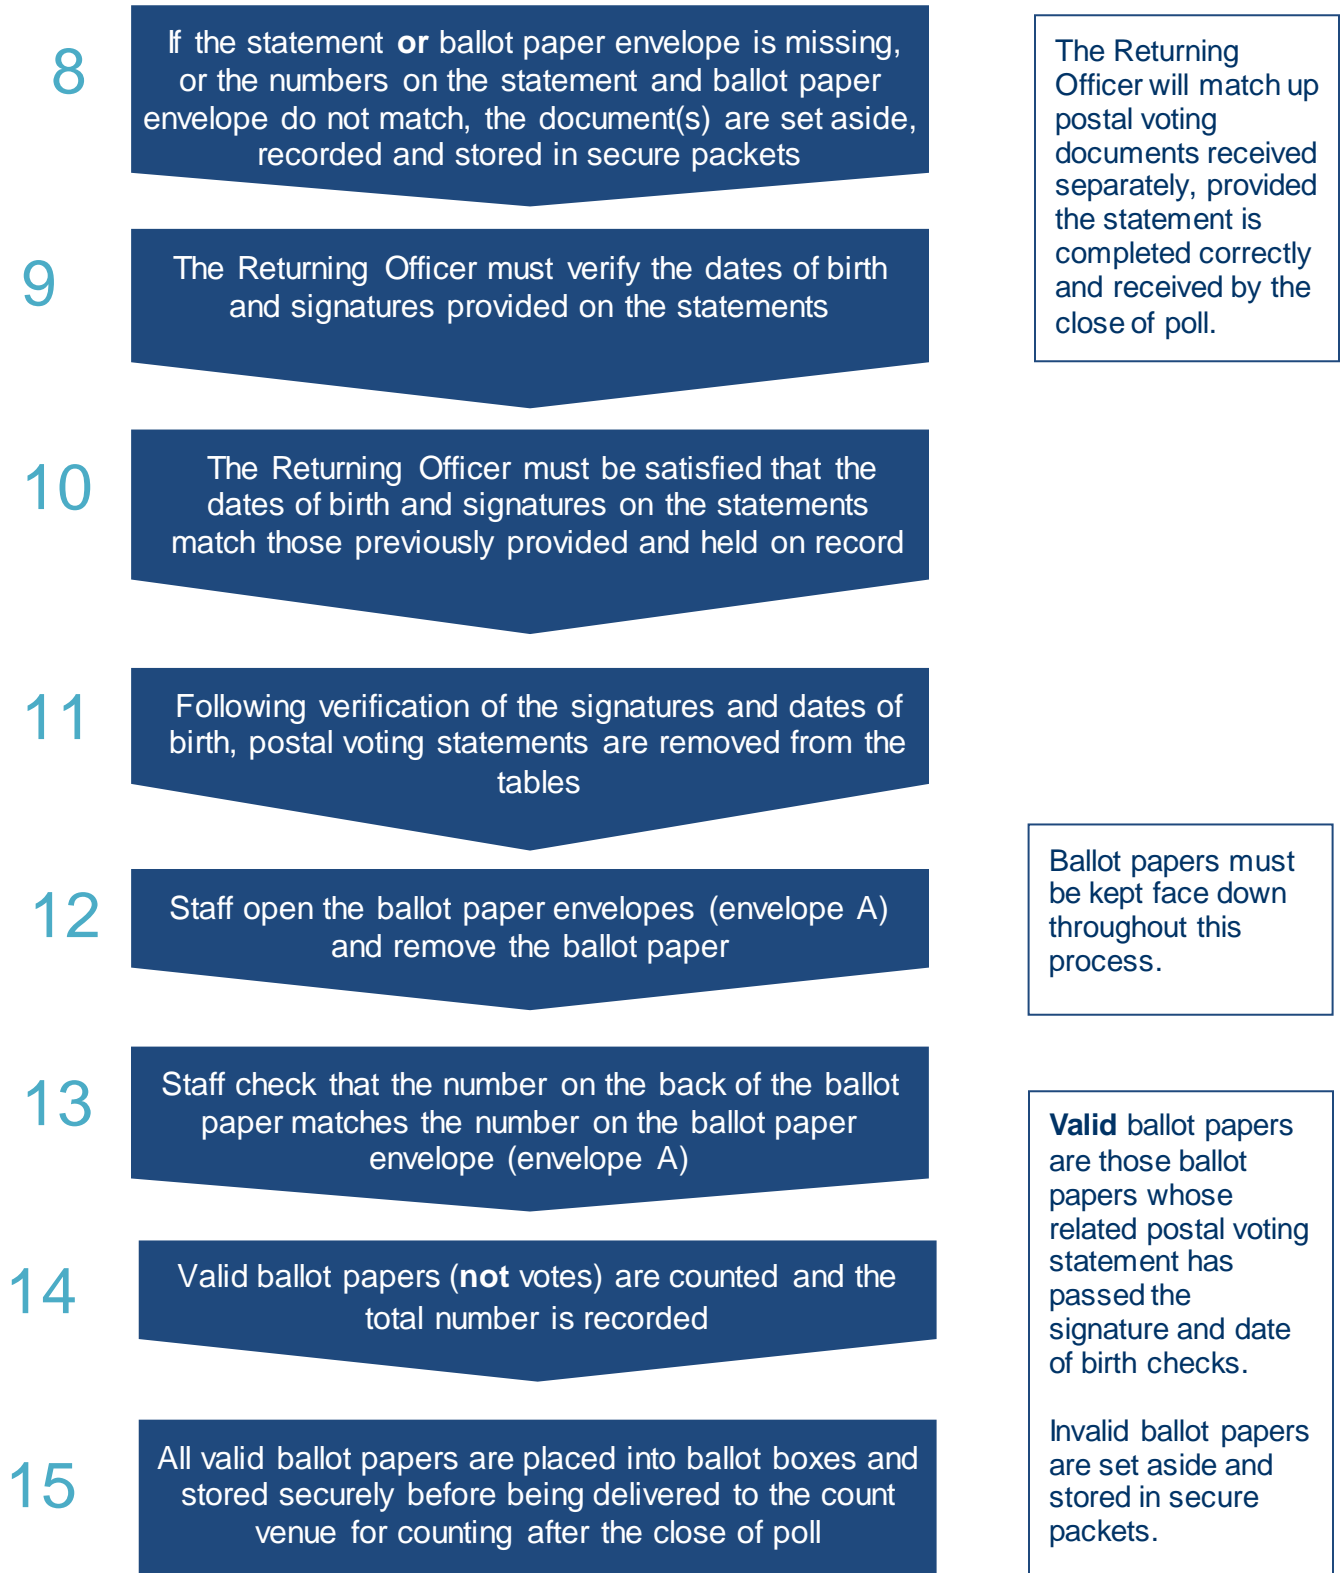 8
If the statement or ballot paper envelope is missing,
or the numbers on the statement and ballot paper
envelope do not match, the document(s) are set aside,
recorded and stored in secure packets
The Returning
Officer will match up
postal voting
documents received
separately, provided
the statement is
completed correctly
and received by the
close of poll.
9
The Returning Officer must verify the dates of birth
and signatures provided on the statements
10
The Returning Officer must be satisfied that the
dates of birth and signatures on the statements
match those previously provided and held on record
11
Following verification of the signatures and dates of
birth, postal voting statements are removed from the
tables
12
Staff open the ballot paper envelopes (envelope A)
and remove the ballot paper
Ballot papers must
be kept face down
throughout this
process.
13
Staff check that the number on the back of the ballot
paper matches the number on the ballot paper
envelope (envelope A)
Valid ballot papers
are those ballot
papers whose
related postal voting
statement has
passed the
signature and date
of birth checks.
Invalid ballot papers
are set aside and
stored in secure
packets.
14
Valid ballot papers (not votes) are counted and the
total number is recorded
15
All valid ballot papers are placed into ballot boxes and
stored securely before being delivered to the count
venue for counting after the close of poll